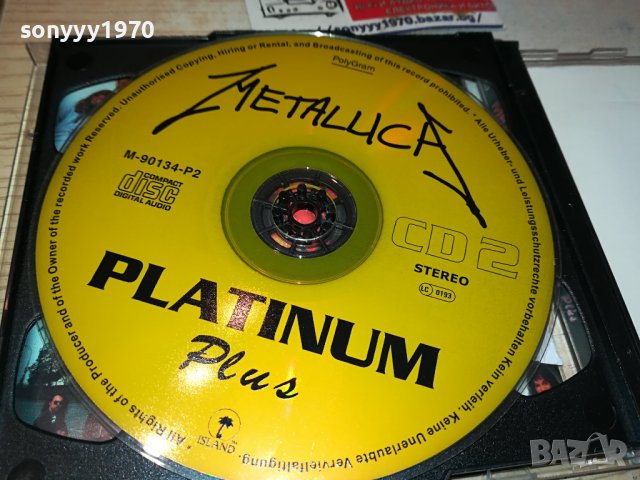 sonyyy1970
/sonyyy1970.bazar.bg/
All Rights of the Producer and of the Owner of the recorded work Reserved. Unauthorised Copying, Hiring or Rental, and Broadcasting of this record prohibited. • Alle Urheber- und Leistungsschutzrechte vorbehalten Kein Verleih. Keine Unerlaubte Vervielfältigung.
PolyGram
METALLICA
M-90134-P2
COMPACT
disc
DIGITAL AUDIO
CD 2
STEREO
LC 0193
PLATINUM
Plus
ISLAND
BAZAR